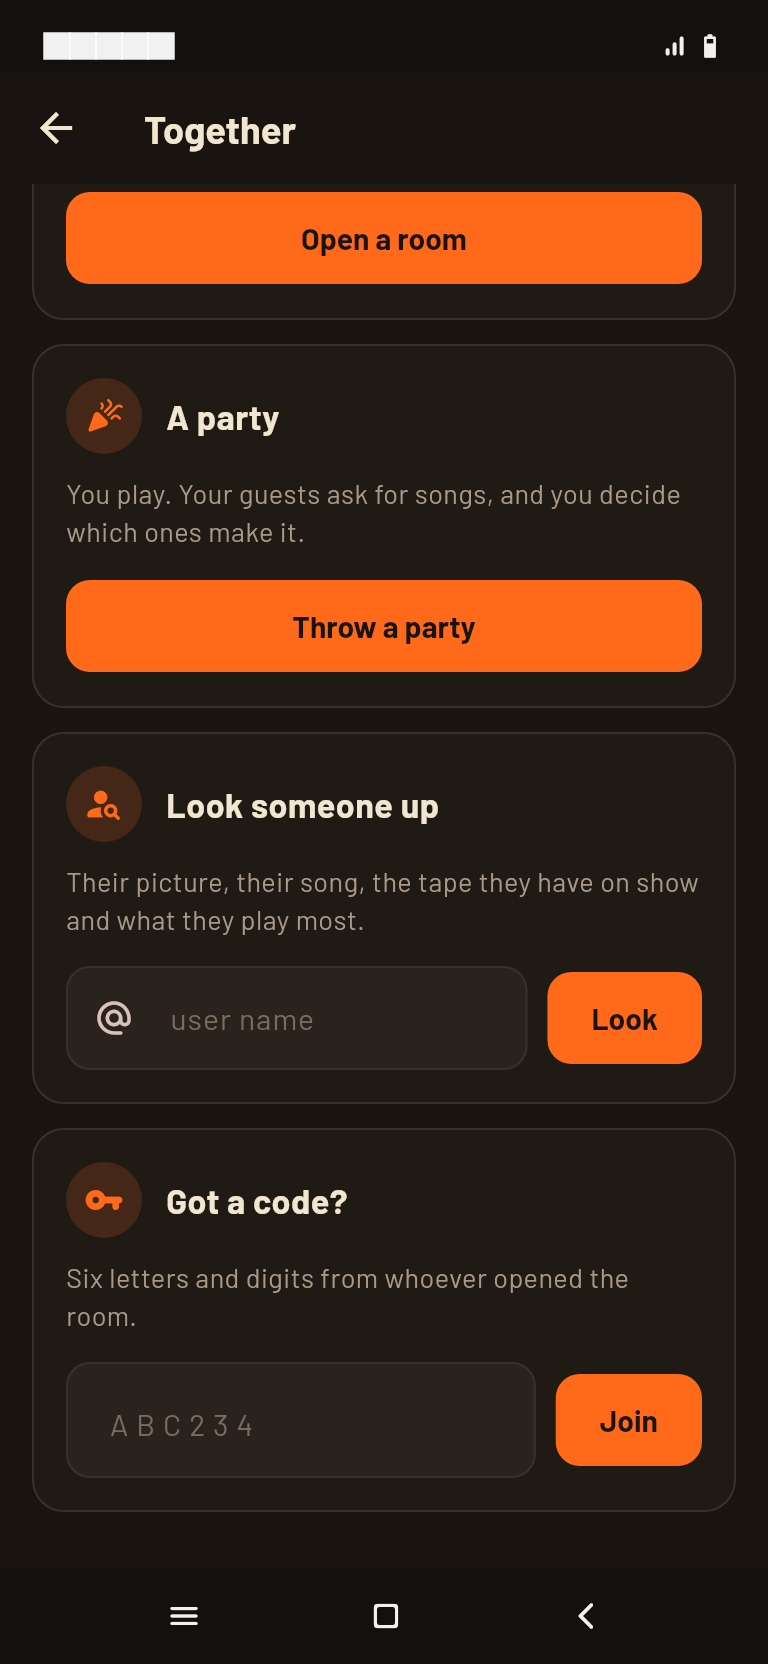 Together
Open a room
A party
You play. Your guests ask for songs, and you decide
which ones make it.
Throw a party
Look someone up
Their picture, their song, the tape they have on show
and what they play most.
@ user name
Look
Got a code?
Six letters and digits from whoever opened the
room.
ABC234
Join